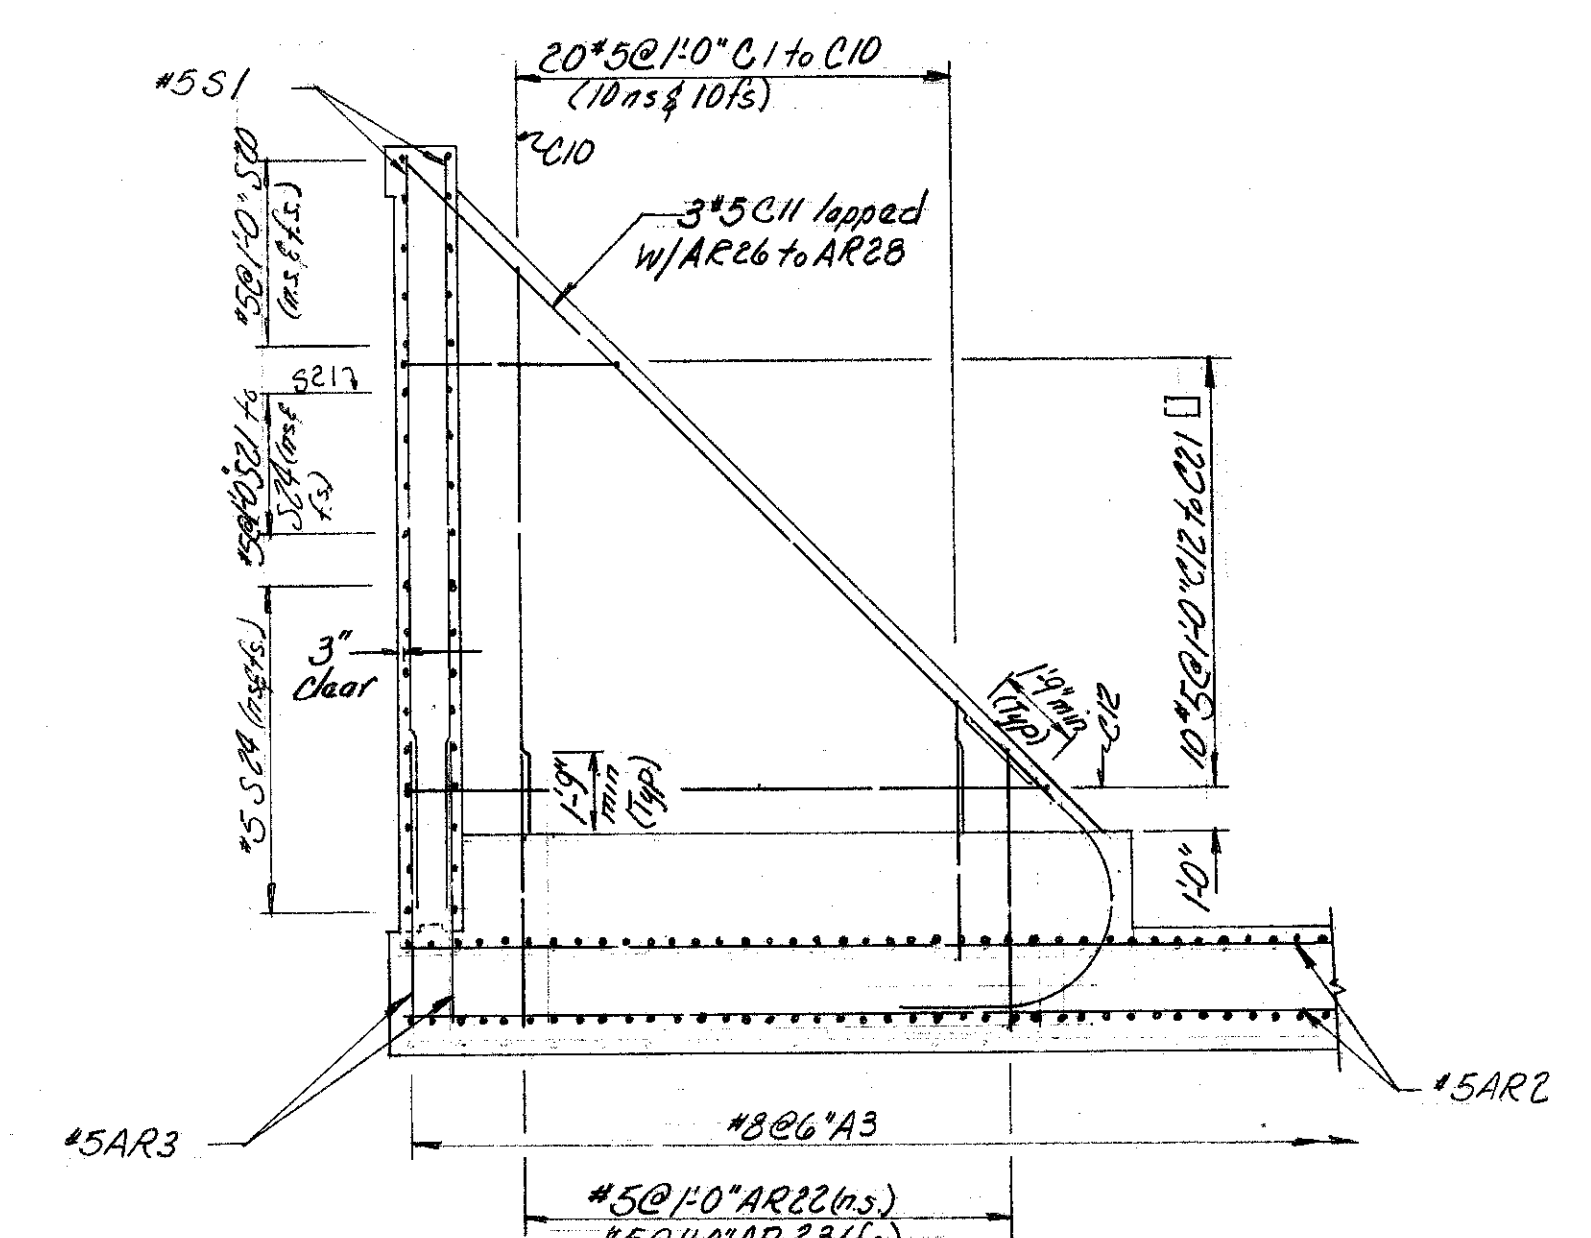 20#5@1'-0" C1 to C10
(10ns & 10fs)
#5S1
C10
#5@1'-0" S20
(n.s. & f.s.)
3#5C11 lapped
w/AR26 to AR28
S21
#5@1'-0" S21 to
S24 (ns&
f.s.)
10#5@1'-0" C12 to C21
3"
clear
#5 S24 (ns&fs.)
1'-9" min
(Typ)
C12
1'-9"
min
(Typ.)
1'-0"
#5AR2
#5AR3
#8@6"A3
#5@1'-0" AR22(n.s.)